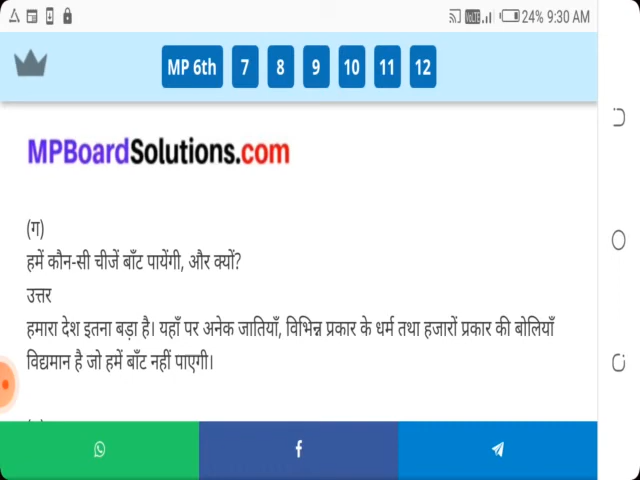 24% 9:30 AM
MP 6th 7 8 9 10 11 12
MPBoardSolutions.com
(ग)
हमें कौन-सी चीजें बाँट पायेंगी, और क्यों?
उत्तर
हमारा देश इतना बड़ा है। यहाँ पर अनेक जातियाँ, विभिन्न प्रकार के धर्म तथा हजारों प्रकार की बोलियाँ
विद्यमान है जो हमें बाँट नहीं पाएगी।